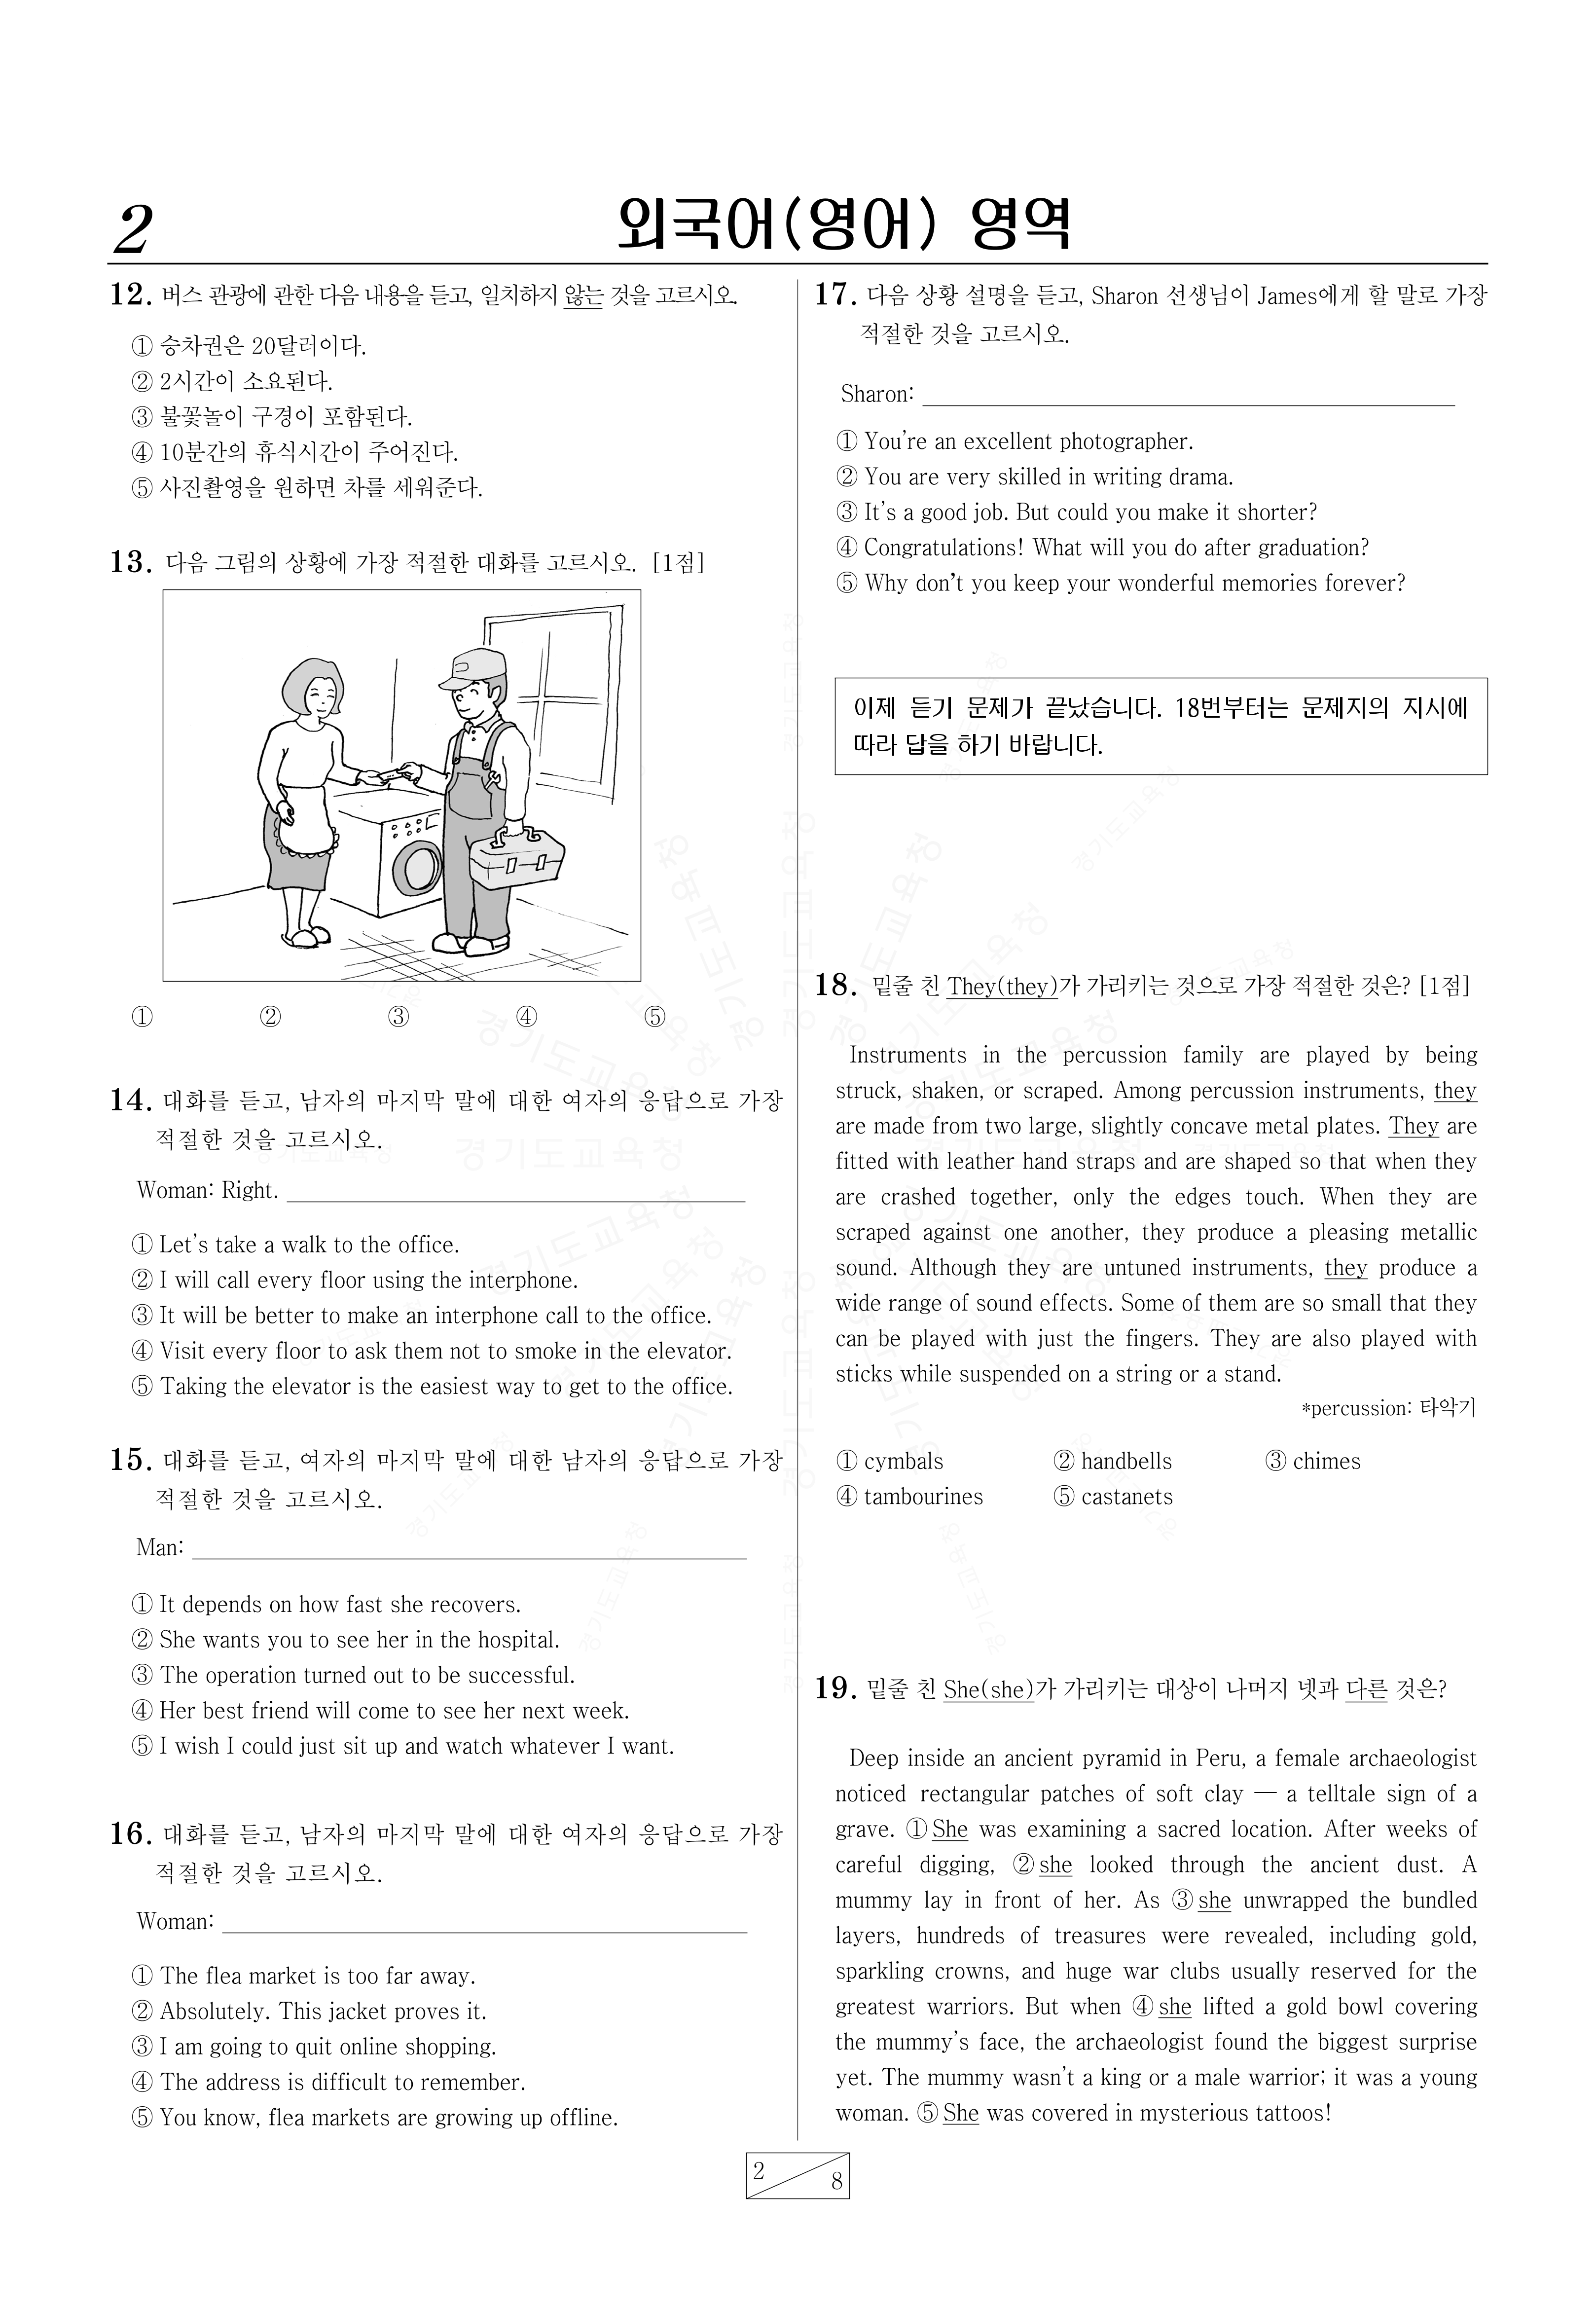 2
외국어(영어) 영역
12. 버스 관광에 관한 다음 내용을 듣고, 일치하지 않는 것을 고르시오.
① 승차권은 20달러이다.
② 2시간이 소요된다.
③ 불꽃놀이 구경이 포함된다.
④ 10분간의 휴식시간이 주어진다.
⑤ 사진촬영을 원하면 차를 세워준다.
13. 다음 그림의 상황에 가장 적절한 대화를 고르시오. [1점]
① ② ③ ④ ⑤
14. 대화를 듣고, 남자의 마지막 말에 대한 여자의 응답으로 가장
적절한 것을 고르시오.
Woman: Right.
① Let's take a walk to the office.
② I will call every floor using the interphone.
③ It will be better to make an interphone call to the office.
④ Visit every floor to ask them not to smoke in the elevator.
⑤ Taking the elevator is the easiest way to get to the office.
15. 대화를 듣고, 여자의 마지막 말에 대한 남자의 응답으로 가장
적절한 것을 고르시오.
Man:
① It depends on how fast she recovers.
② She wants you to see her in the hospital.
③ The operation turned out to be successful.
④ Her best friend will come to see her next week.
⑤ I wish I could just sit up and watch whatever I want.
16. 대화를 듣고, 남자의 마지막 말에 대한 여자의 응답으로 가장
적절한 것을 고르시오.
Woman:
① The flea market is too far away.
② Absolutely. This jacket proves it.
③ I am going to quit online shopping.
④ The address is difficult to remember.
⑤ You know, flea markets are growing up offline.
17. 다음 상황 설명을 듣고, Sharon 선생님이 James에게 할 말로 가장
적절한 것을 고르시오.
Sharon:
① You're an excellent photographer.
② You are very skilled in writing drama.
③ It's a good job. But could you make it shorter?
④ Congratulations! What will you do after graduation?
⑤ Why don't you keep your wonderful memories forever?
이제 듣기 문제가 끝났습니다. 18번부터는 문제지의 지시에
따라 답을 하기 바랍니다.
18. 밑줄 친 They(they)가 가리키는 것으로 가장 적절한 것은? [1점]
Instruments in the percussion family are played by being
struck, shaken, or scraped. Among percussion instruments, they
are made from two large, slightly concave metal plates. They are
fitted with leather hand straps and are shaped so that when they
are crashed together, only the edges touch. When they are
scraped against one another, they produce a pleasing metallic
sound. Although they are untuned instruments, they produce a
wide range of sound effects. Some of them are so small that they
can be played with just the fingers. They are also played with
sticks while suspended on a string or a stand.
*percussion: 타악기
① cymbals ② handbells ③ chimes
④ tambourines ⑤ castanets
19. 밑줄 친 She(she)가 가리키는 대상이 나머지 넷과 다른 것은?
Deep inside an ancient pyramid in Peru, a female archaeologist
noticed rectangular patches of soft clay — a telltale sign of a
grave. ① She was examining a sacred location. After weeks of
careful digging, ② she looked through the ancient dust. A
mummy lay in front of her. As ③ she unwrapped the bundled
layers, hundreds of treasures were revealed, including gold,
sparkling crowns, and huge war clubs usually reserved for the
greatest warriors. But when ④ she lifted a gold bowl covering
the mummy's face, the archaeologist found the biggest surprise
yet. The mummy wasn't a king or a male warrior; it was a young
woman. ⑤ She was covered in mysterious tattoos!
2
8
경기도교육청